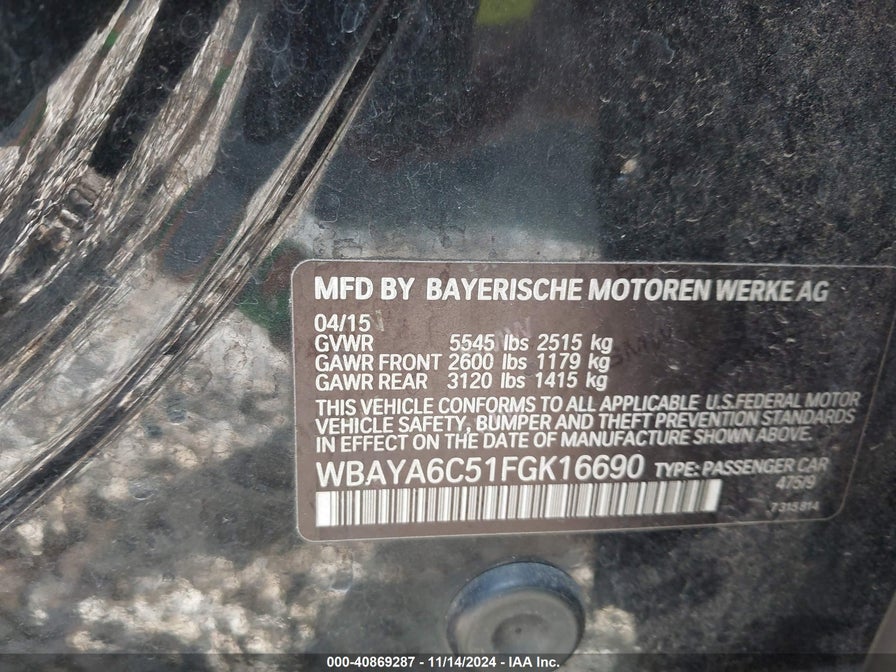 MFD BY BAYERISCHE MOTOREN WERKE AG
04/15
GVWR 5545 lbs 2515 kg
GAWR FRONT 2600 lbs 1179 kg
GAWR REAR 3120 lbs 1415 kg
THIS VEHICLE CONFORMS TO ALL APPLICABLE U.S.FEDERAL MOTOR
VEHICLE SAFETY, BUMPER AND THEFT PREVENTION STANDARDS
IN EFFECT ON THE DATE OF MANUFACTURE SHOWN ABOVE.
WBAYA6C51FGK16690 TYPE: PASSENGER CAR
475/9
7315814
000-40869287 - 11/14/2024 - IAA Inc.